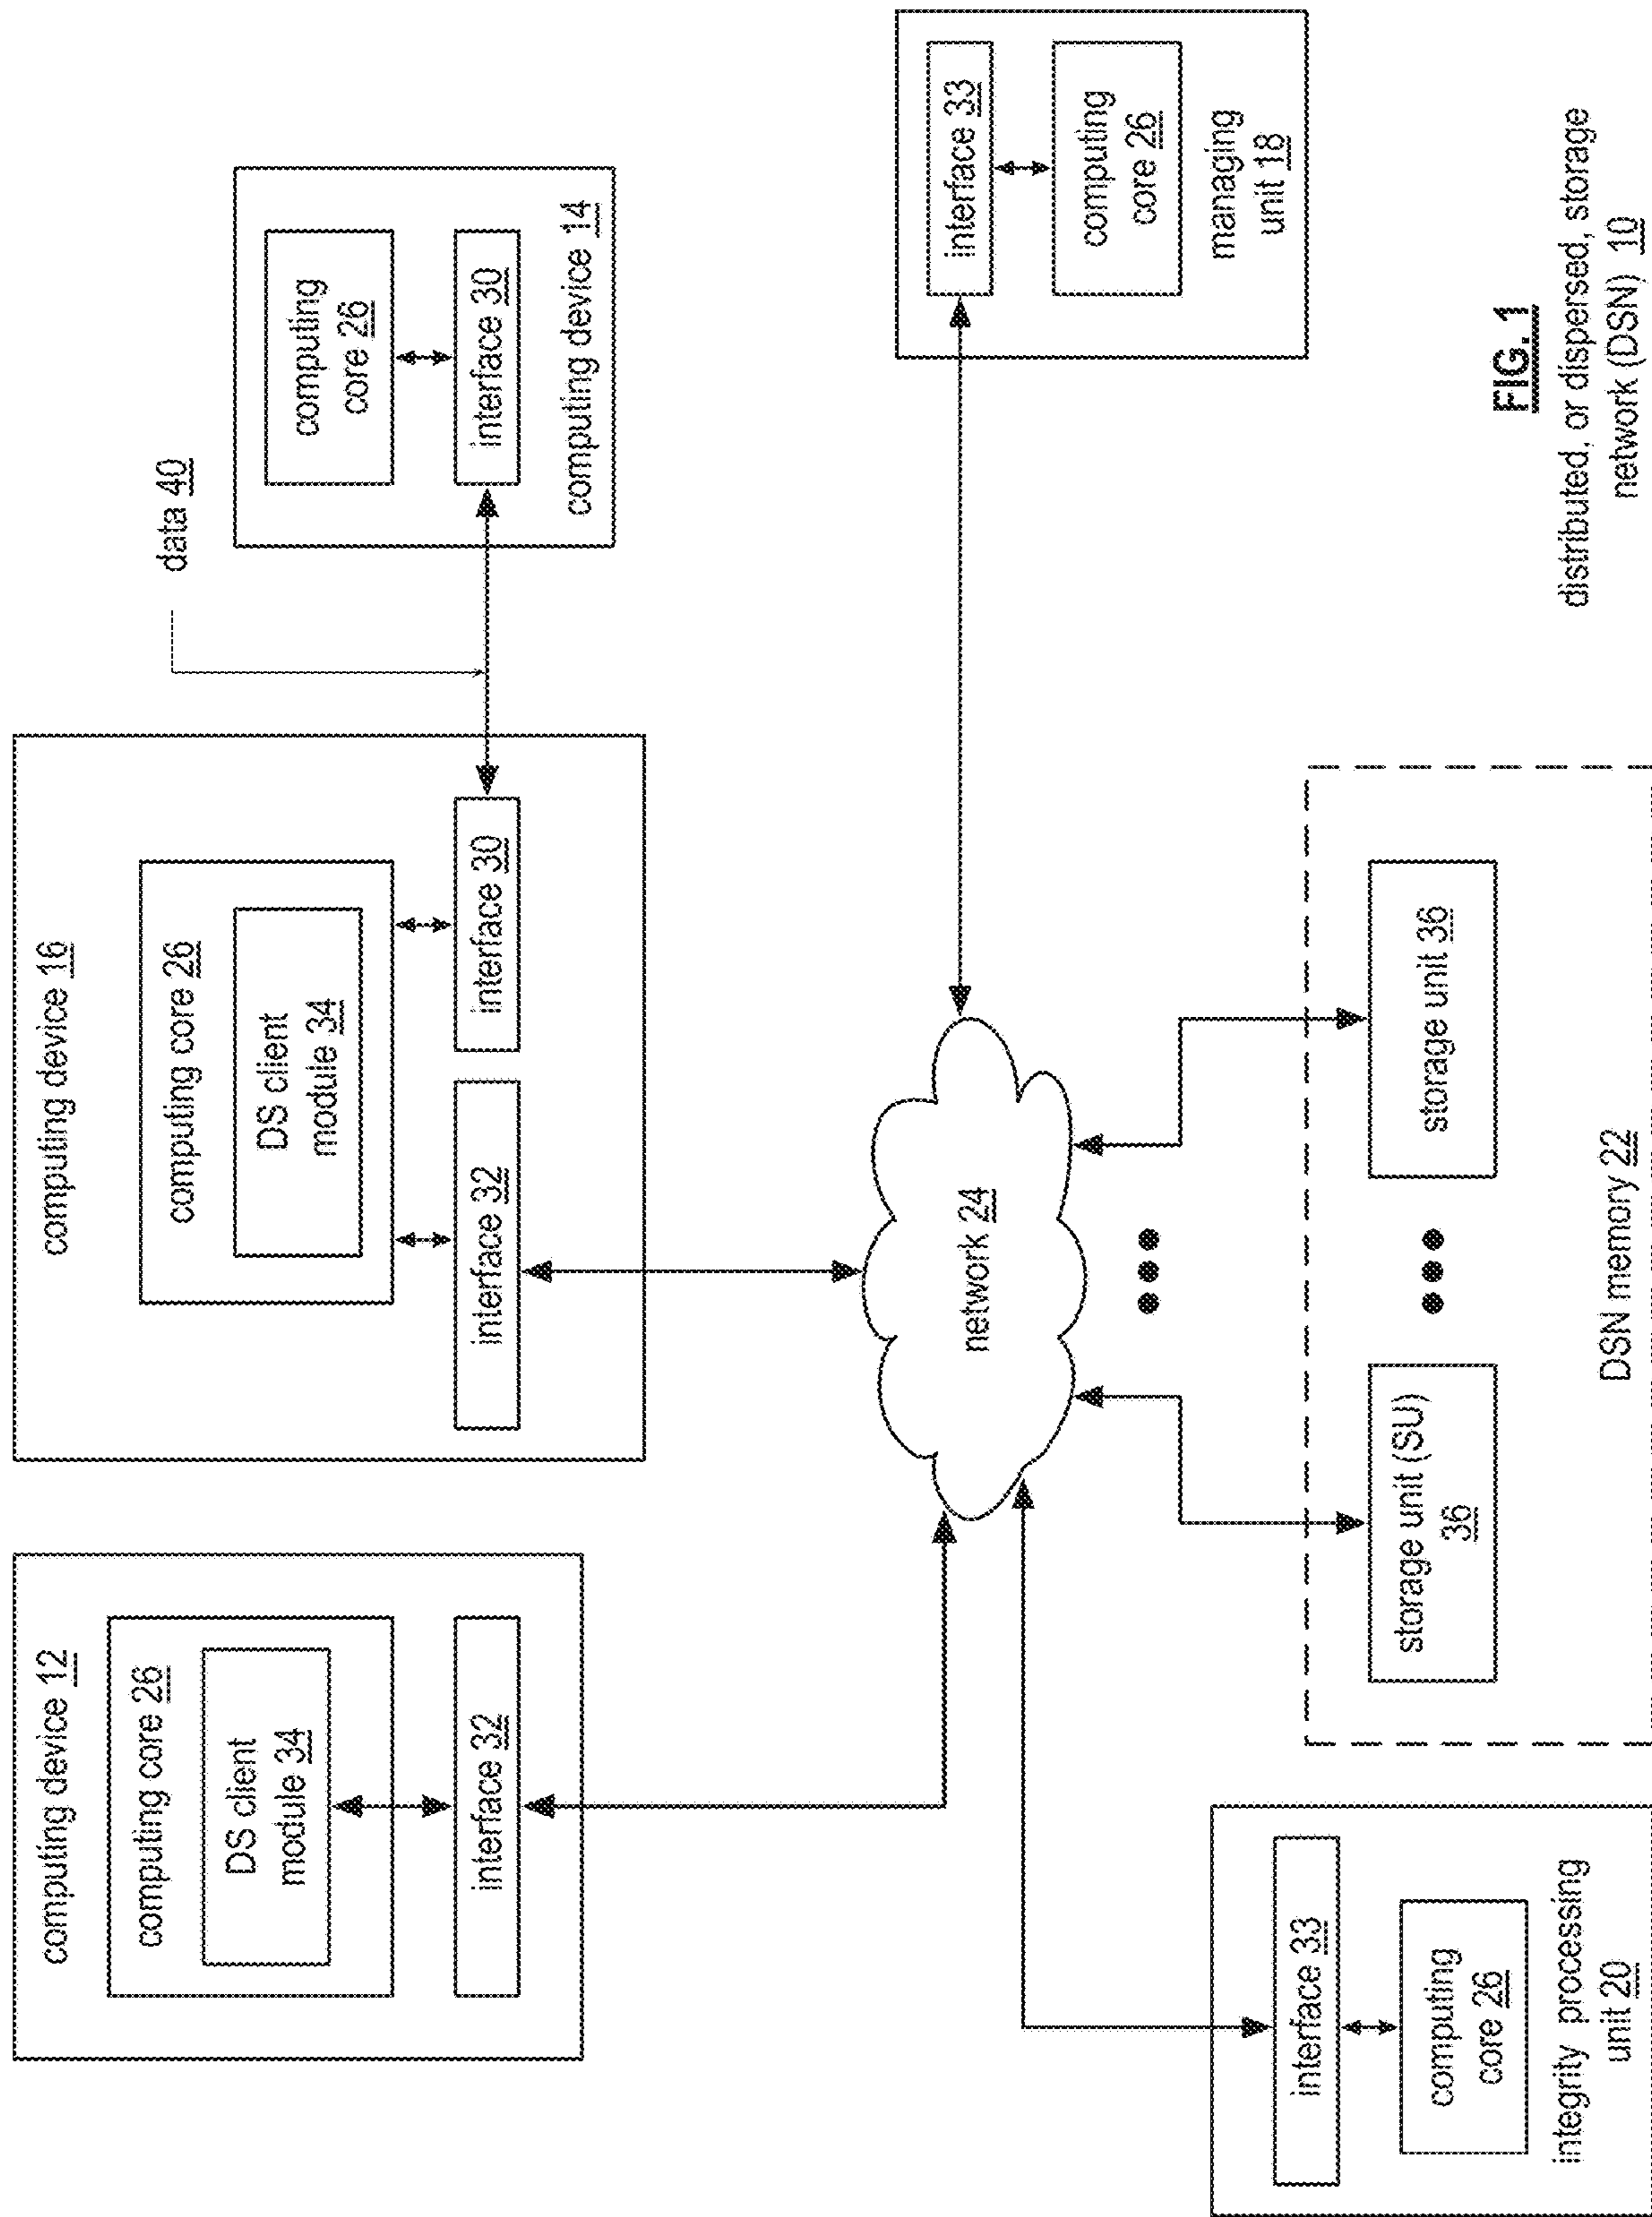 computing device 12
computing core 26
DS client
module 34
interface 32
computing device 16
computing core 26
DS client
module 34
interface 32
interface 30
data 40
computing
core 26
interface 30
computing device 14
network 24
interface 33
computing
core 26
managing
unit 18
interface 33
computing
core 26
integrity processing
unit 20
storage unit (SU)
36
storage unit 36
DSN memory 22
FIG. 1
distributed, or dispersed, storage
network (DSN) 10